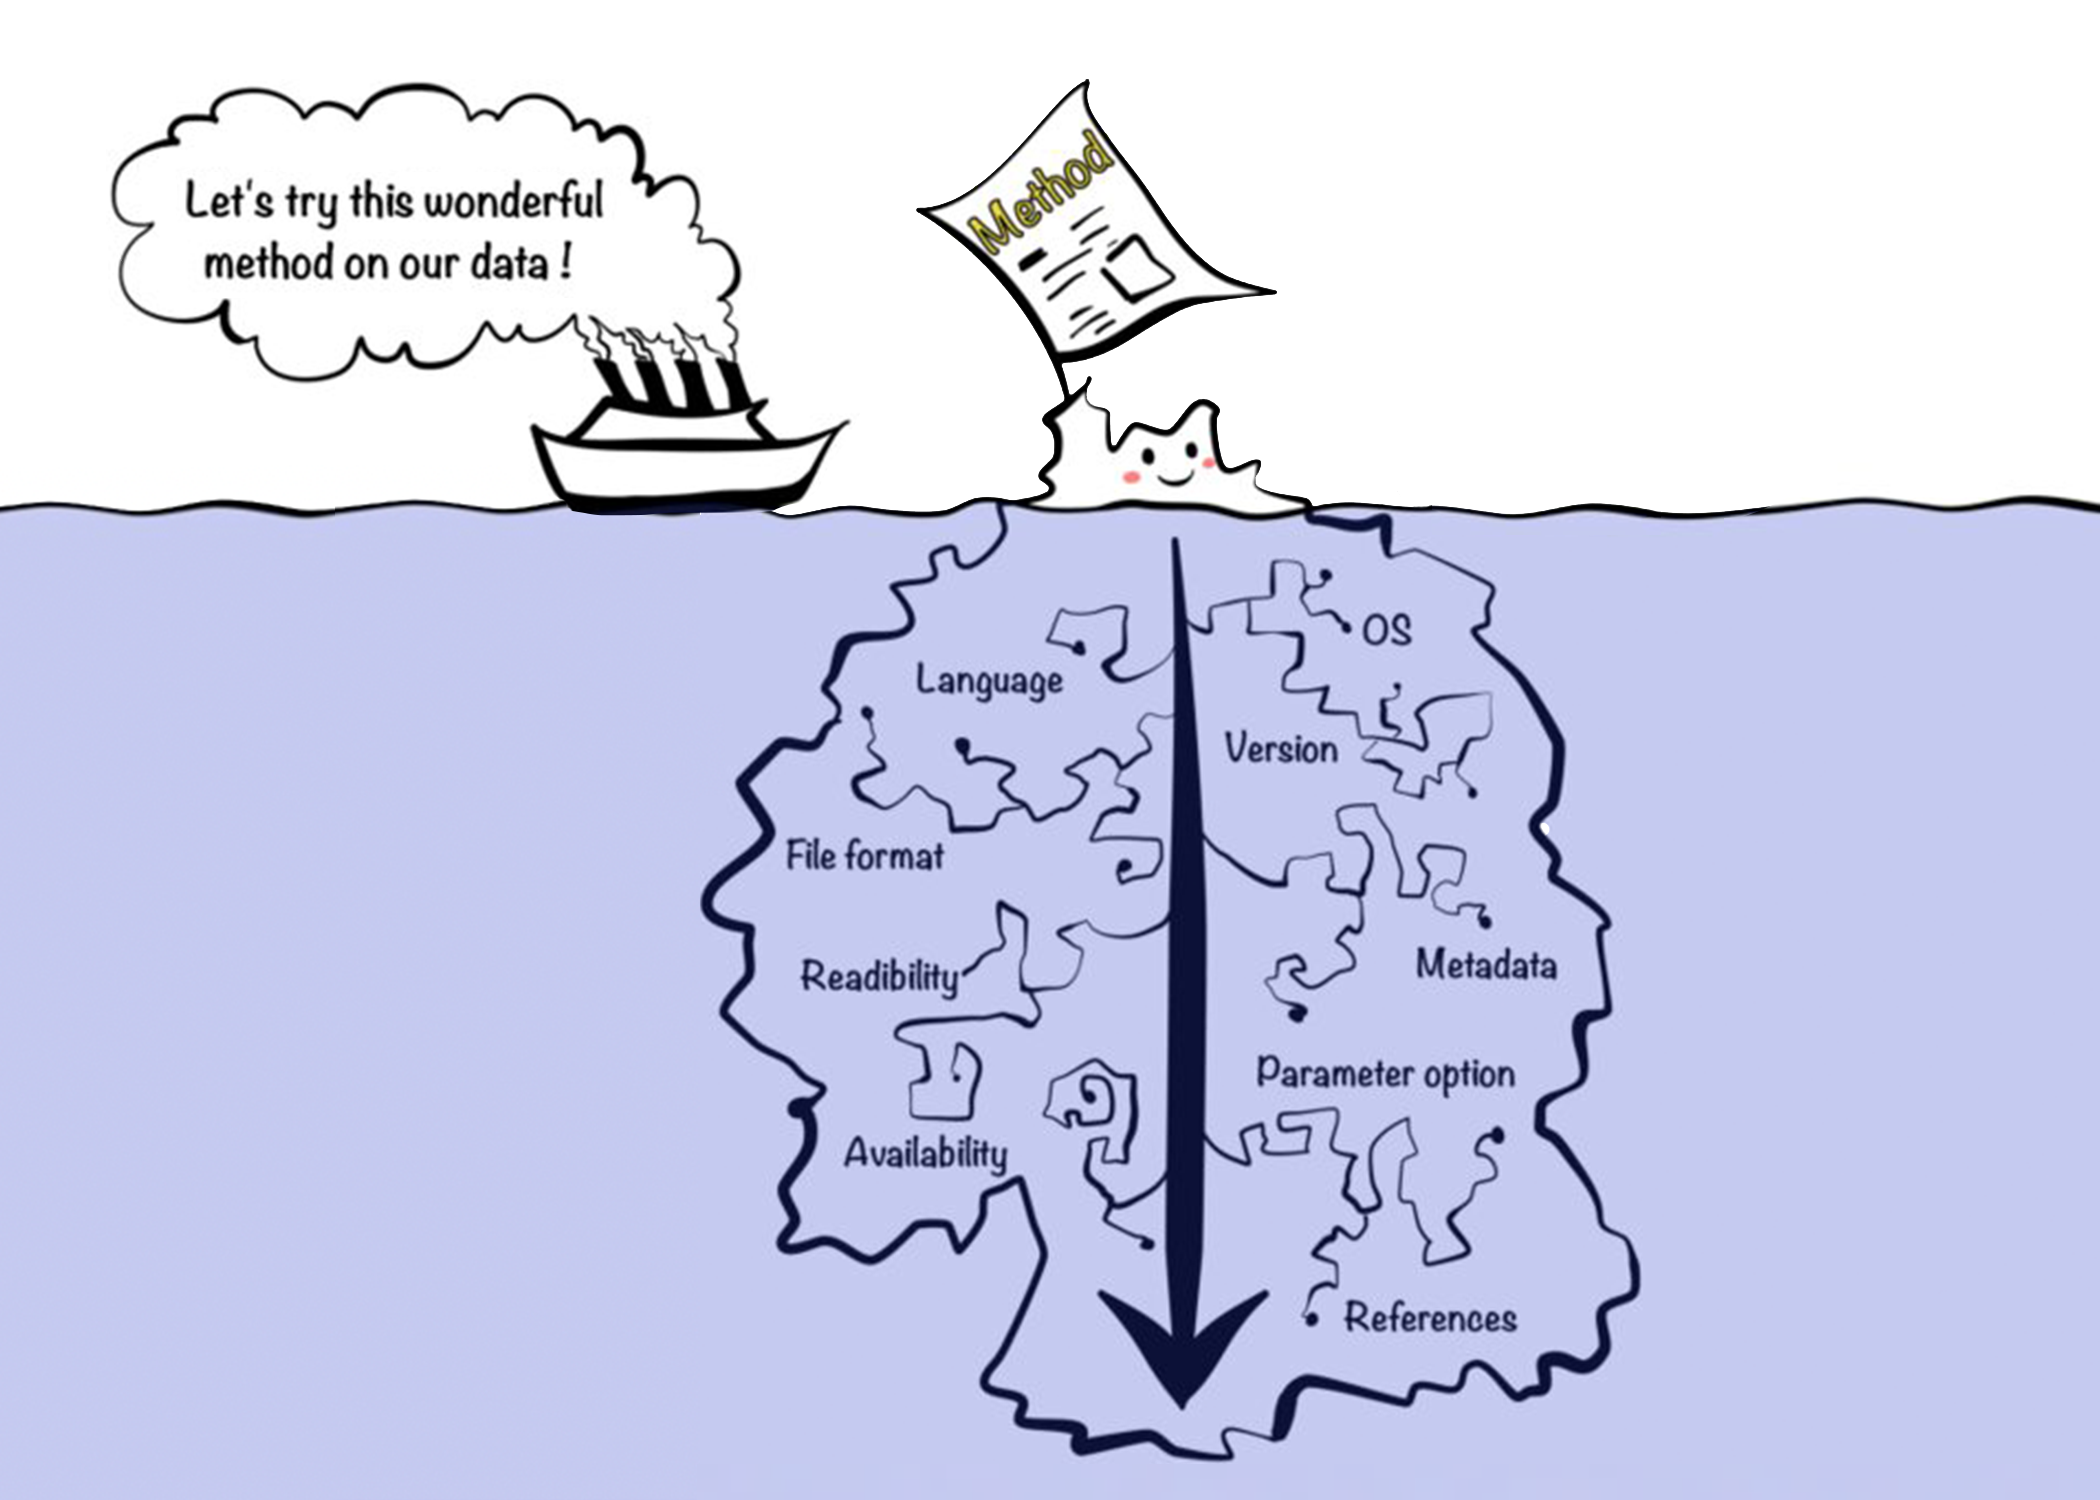 Let's try this wonderful
method on our data !
Method
OS
Language
Version
File format
Readibility
Metadata
Parameter option
Availability
References